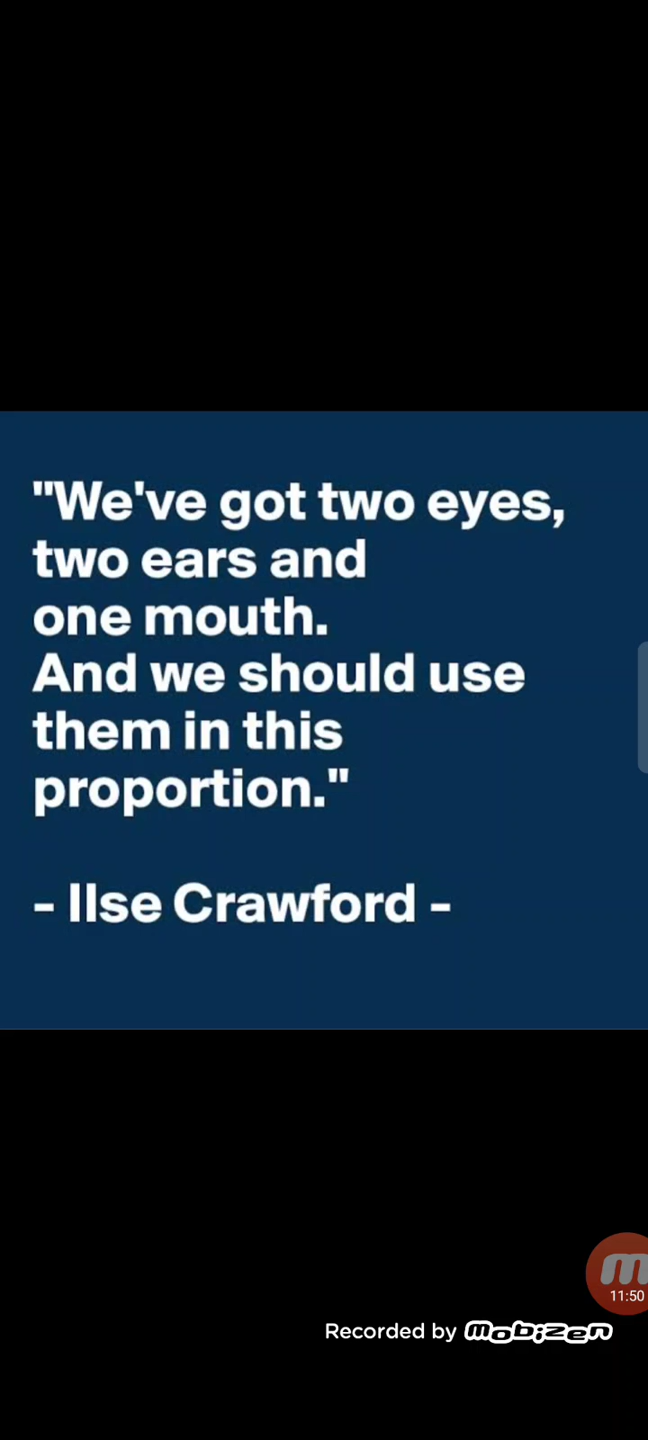 "We've got two eyes,
two ears and
one mouth.
And we should use
them in this
proportion."
- Ilse Crawford -
11:50
Recorded by mobizen